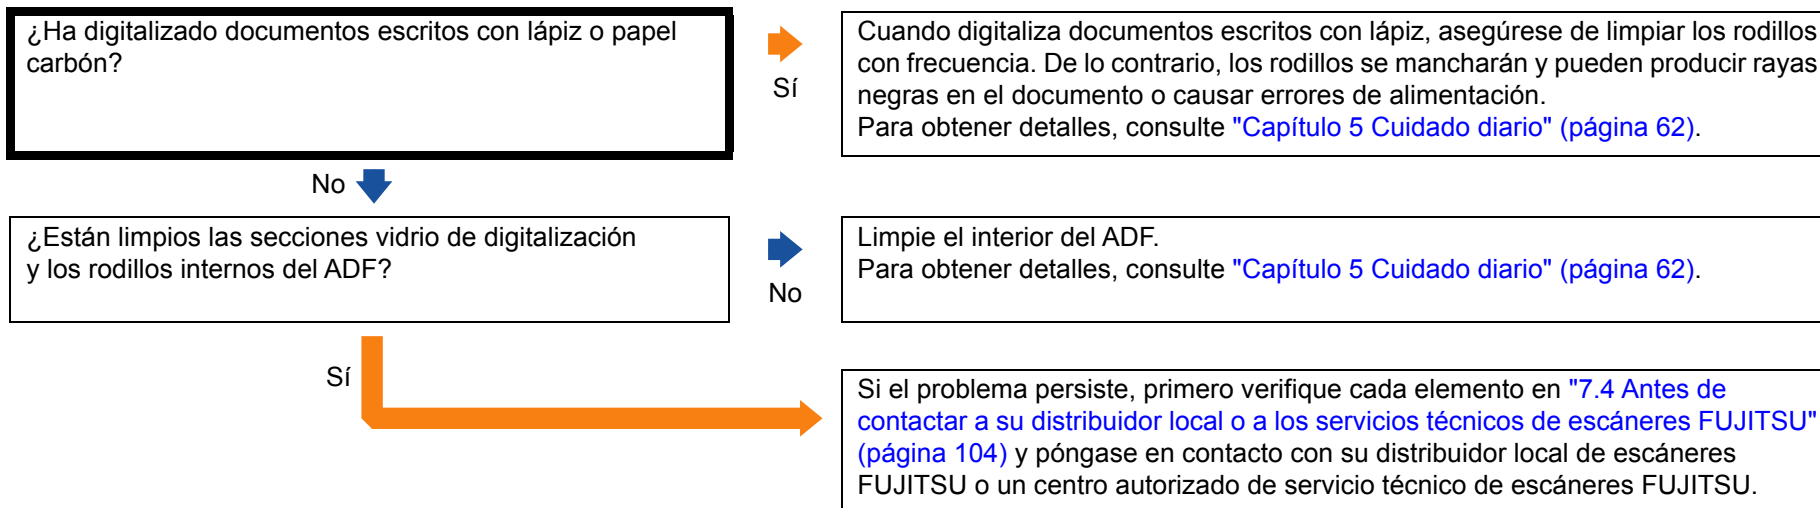 ¿Ha digitalizado documentos escritos con lápiz o papel
carbón?
Sí
Cuando digitaliza documentos escritos con lápiz, asegúrese de limpiar los rodillos
con frecuencia. De lo contrario, los rodillos se mancharán y pueden producir rayas
negras en el documento o causar errores de alimentación.
Para obtener detalles, consulte "Capítulo 5 Cuidado diario" (página 62).
No
¿Están limpios las secciones vidrio de digitalización
y los rodillos internos del ADF?
No
Limpie el interior del ADF.
Para obtener detalles, consulte "Capítulo 5 Cuidado diario" (página 62).
Sí
Si el problema persiste, primero verifique cada elemento en "7.4 Antes de
contactar a su distribuidor local o a los servicios técnicos de escáneres FUJITSU"
(página 104) y póngase en contacto con su distribuidor local de escáneres
FUJITSU o un centro autorizado de servicio técnico de escáneres FUJITSU.